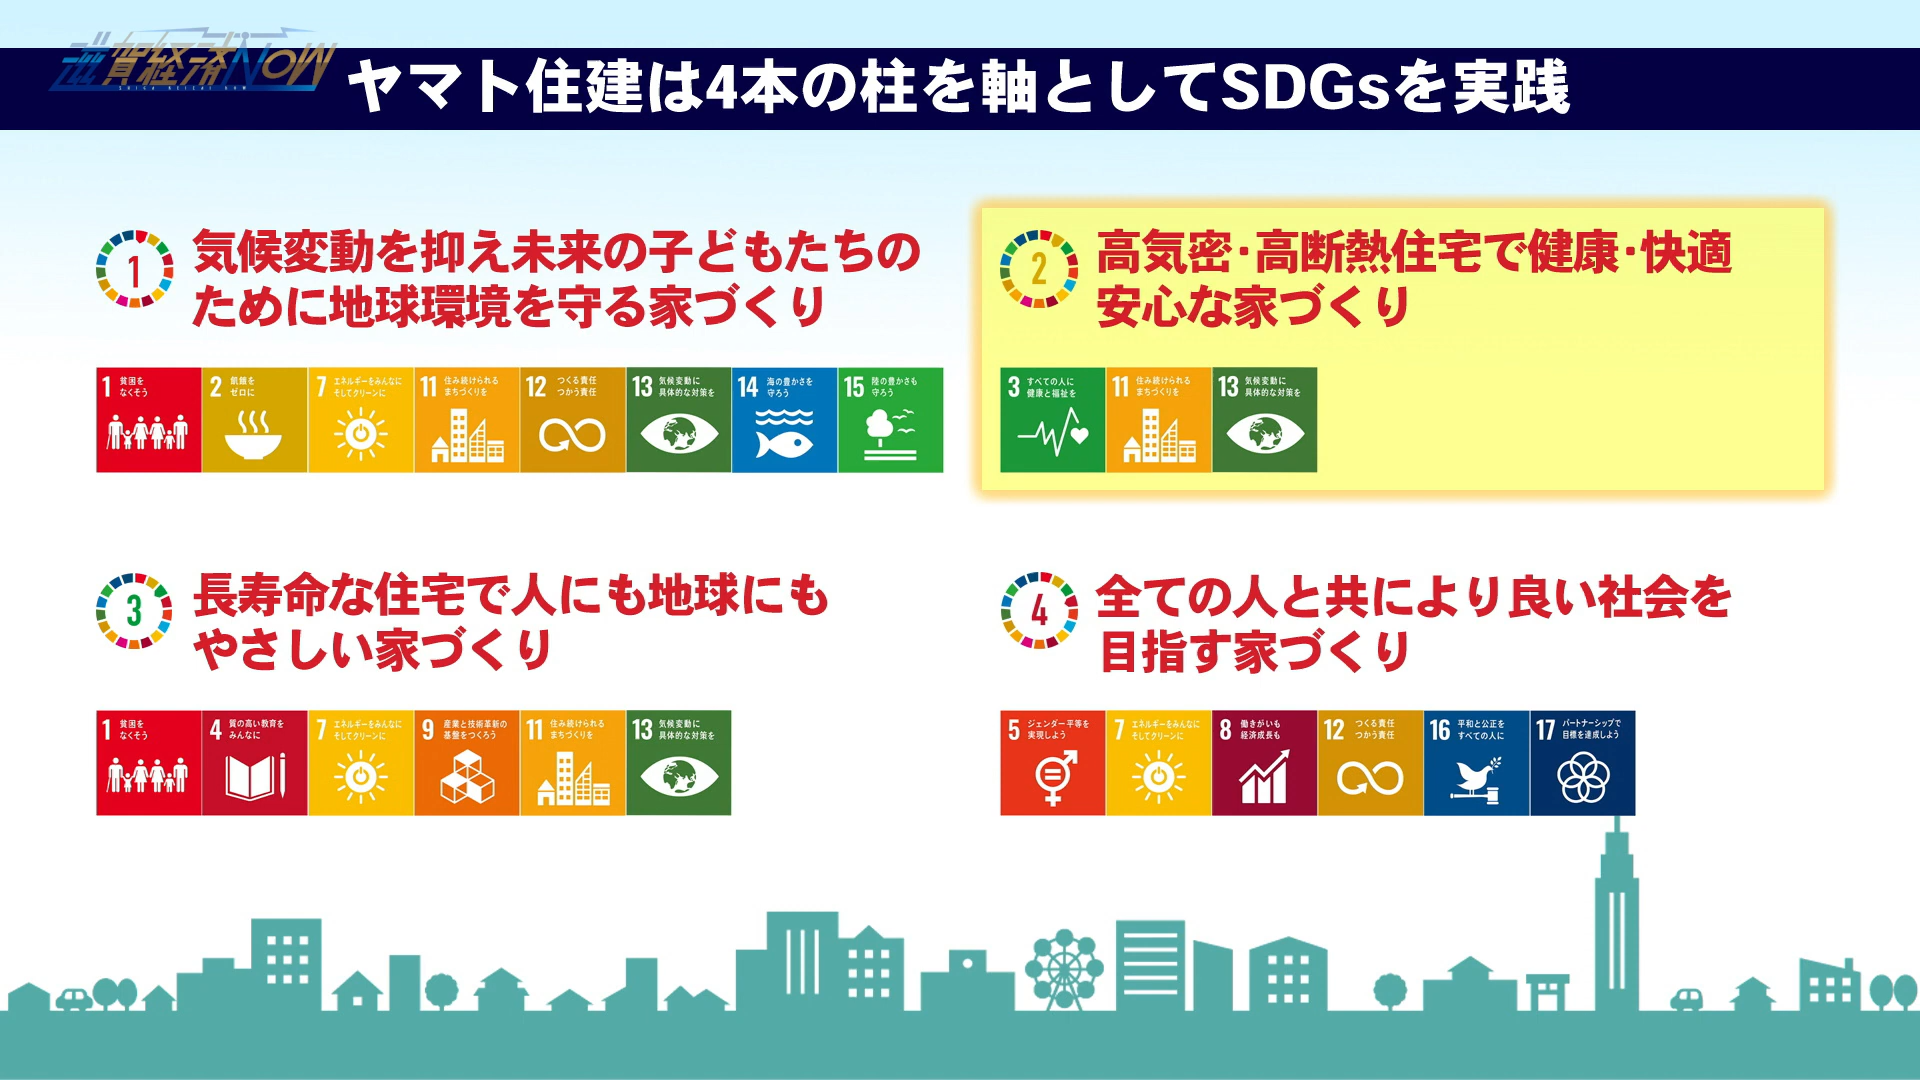 滋賀経済NOW
SHIGA KEIZAI NOW
ヤマト住建は4本の柱を軸としてSDGsを実践
1
気候変動を抑え未来の子どもたちの
ために地球環境を守る家づくり
1 貧困を
なくそう
2 飢餓を
ゼロに
7 エネルギーをみんなに
そしてクリーンに
11 住み続けられる
まちづくりを
12 つくる責任
つかう責任
13 気候変動に
具体的な対策を
14 海の豊かさを
守ろう
15 陸の豊かさも
守ろう
2
高気密・高断熱住宅で健康・快適
安心な家づくり
3 すべての人に
健康と福祉を
11 住み続けられる
まちづくりを
13 気候変動に
具体的な対策を
3
長寿命な住宅で人にも地球にも
やさしい家づくり
1 貧困を
なくそう
4 質の高い教育を
みんなに
7 エネルギーをみんなに
そしてクリーンに
9 産業と技術革新の
基盤をつくろう
11 住み続けられる
まちづくりを
13 気候変動に
具体的な対策を
4
全ての人と共により良い社会を
目指す家づくり
5 ジェンダー平等を
実現しよう
7 エネルギーをみんなに
そしてクリーンに
8 働きがいも
経済成長も
12 つくる責任
つかう責任
16 平和と公正を
すべての人に
17 パートナーシップで
目標を達成しよう